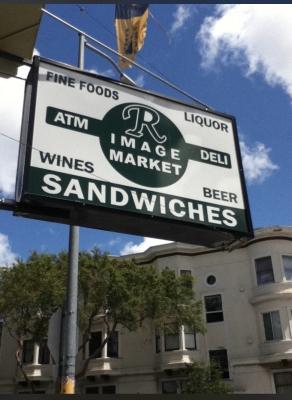 FINE FOODS
LIQUOR
ATM
R
IMAGE
MARKET
DELI
WINES
BEER
SANDWICHES